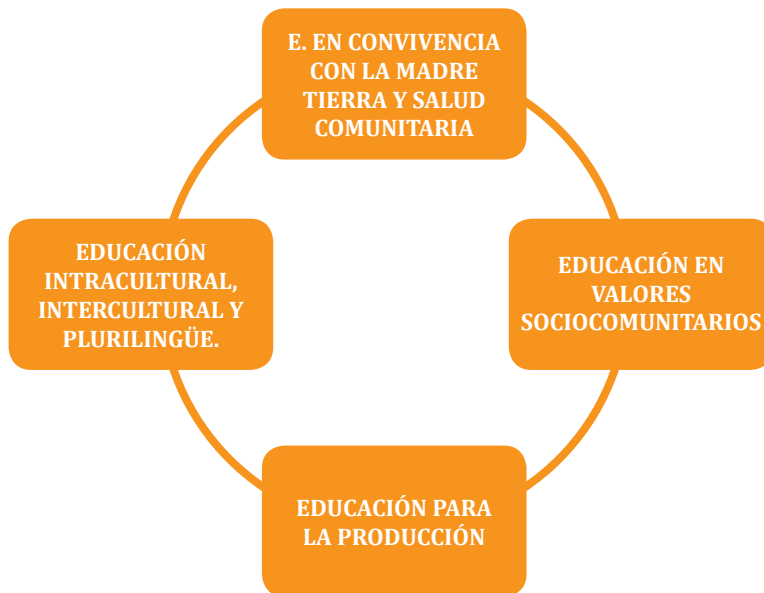 E. EN CONVIVENCIA
CON LA MADRE
TIERRA Y SALUD
COMUNITARIA
EDUCACIÓN
INTRACULTURAL,
INTERCULTURAL Y
PLURILINGÜE.
EDUCACIÓN EN
VALORES
SOCIOCOMUNITARIOS
EDUCACIÓN PARA
LA PRODUCCIÓN